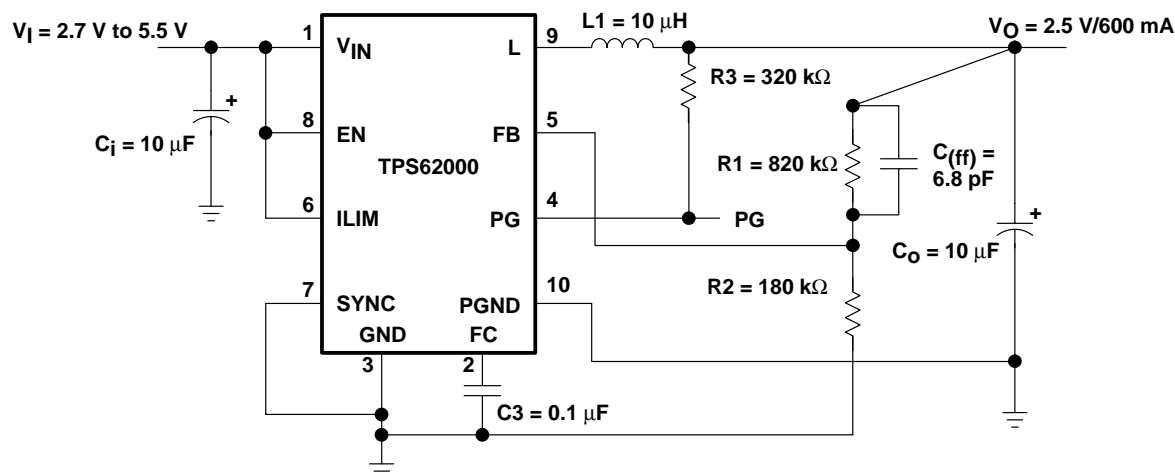 V_I = 2.7 V to 5.5 V
1
V_IN
L
9
L1 = 10 μH
V_O = 2.5 V/600 mA
R3 = 320 kΩ
+
C_i = 10 μF
8
EN
FB
5
TPS62000
R1 = 820 kΩ
C_(ff) =
6.8 pF
6
ILIM
PG
4
PG
+
C_o = 10 μF
7
SYNC
PGND
10
R2 = 180 kΩ
GND
FC
3
2
C3 = 0.1 μF